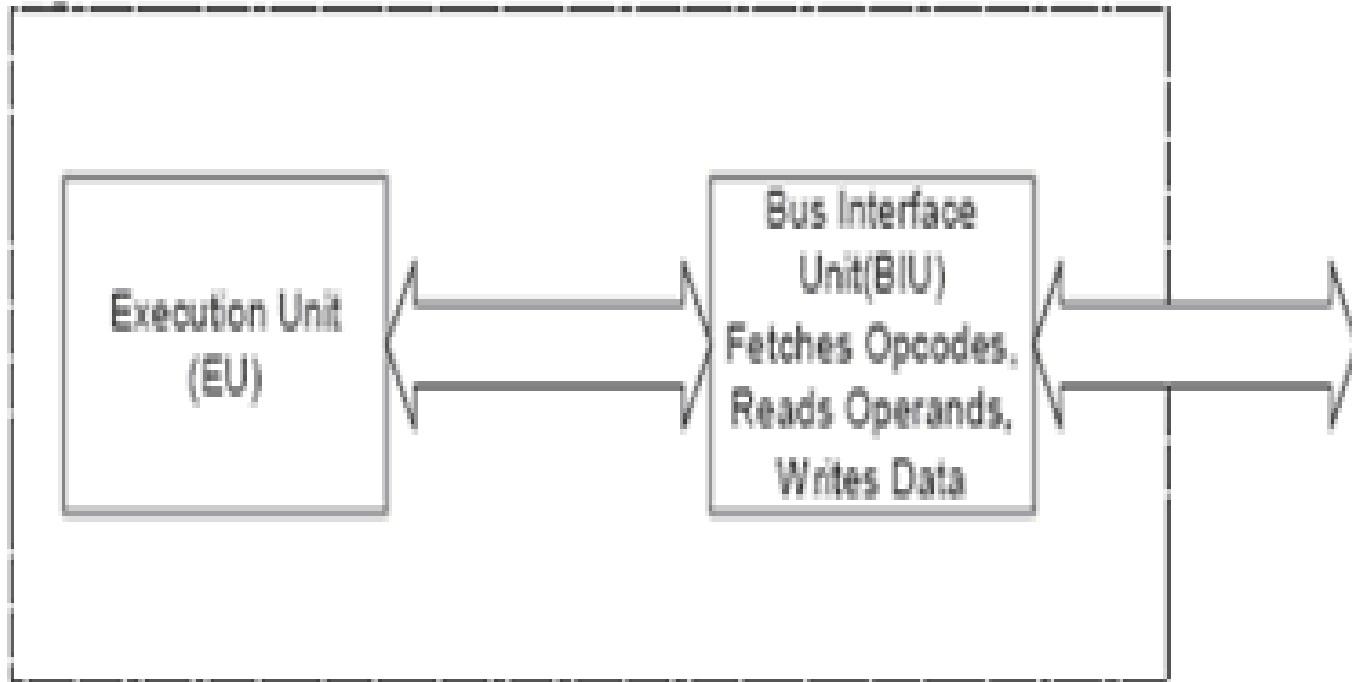 Execution Unit
(EU)
Bus Interface
Unit(BIU)
Fetches Opcodes,
Reads Operands,
Writes Data